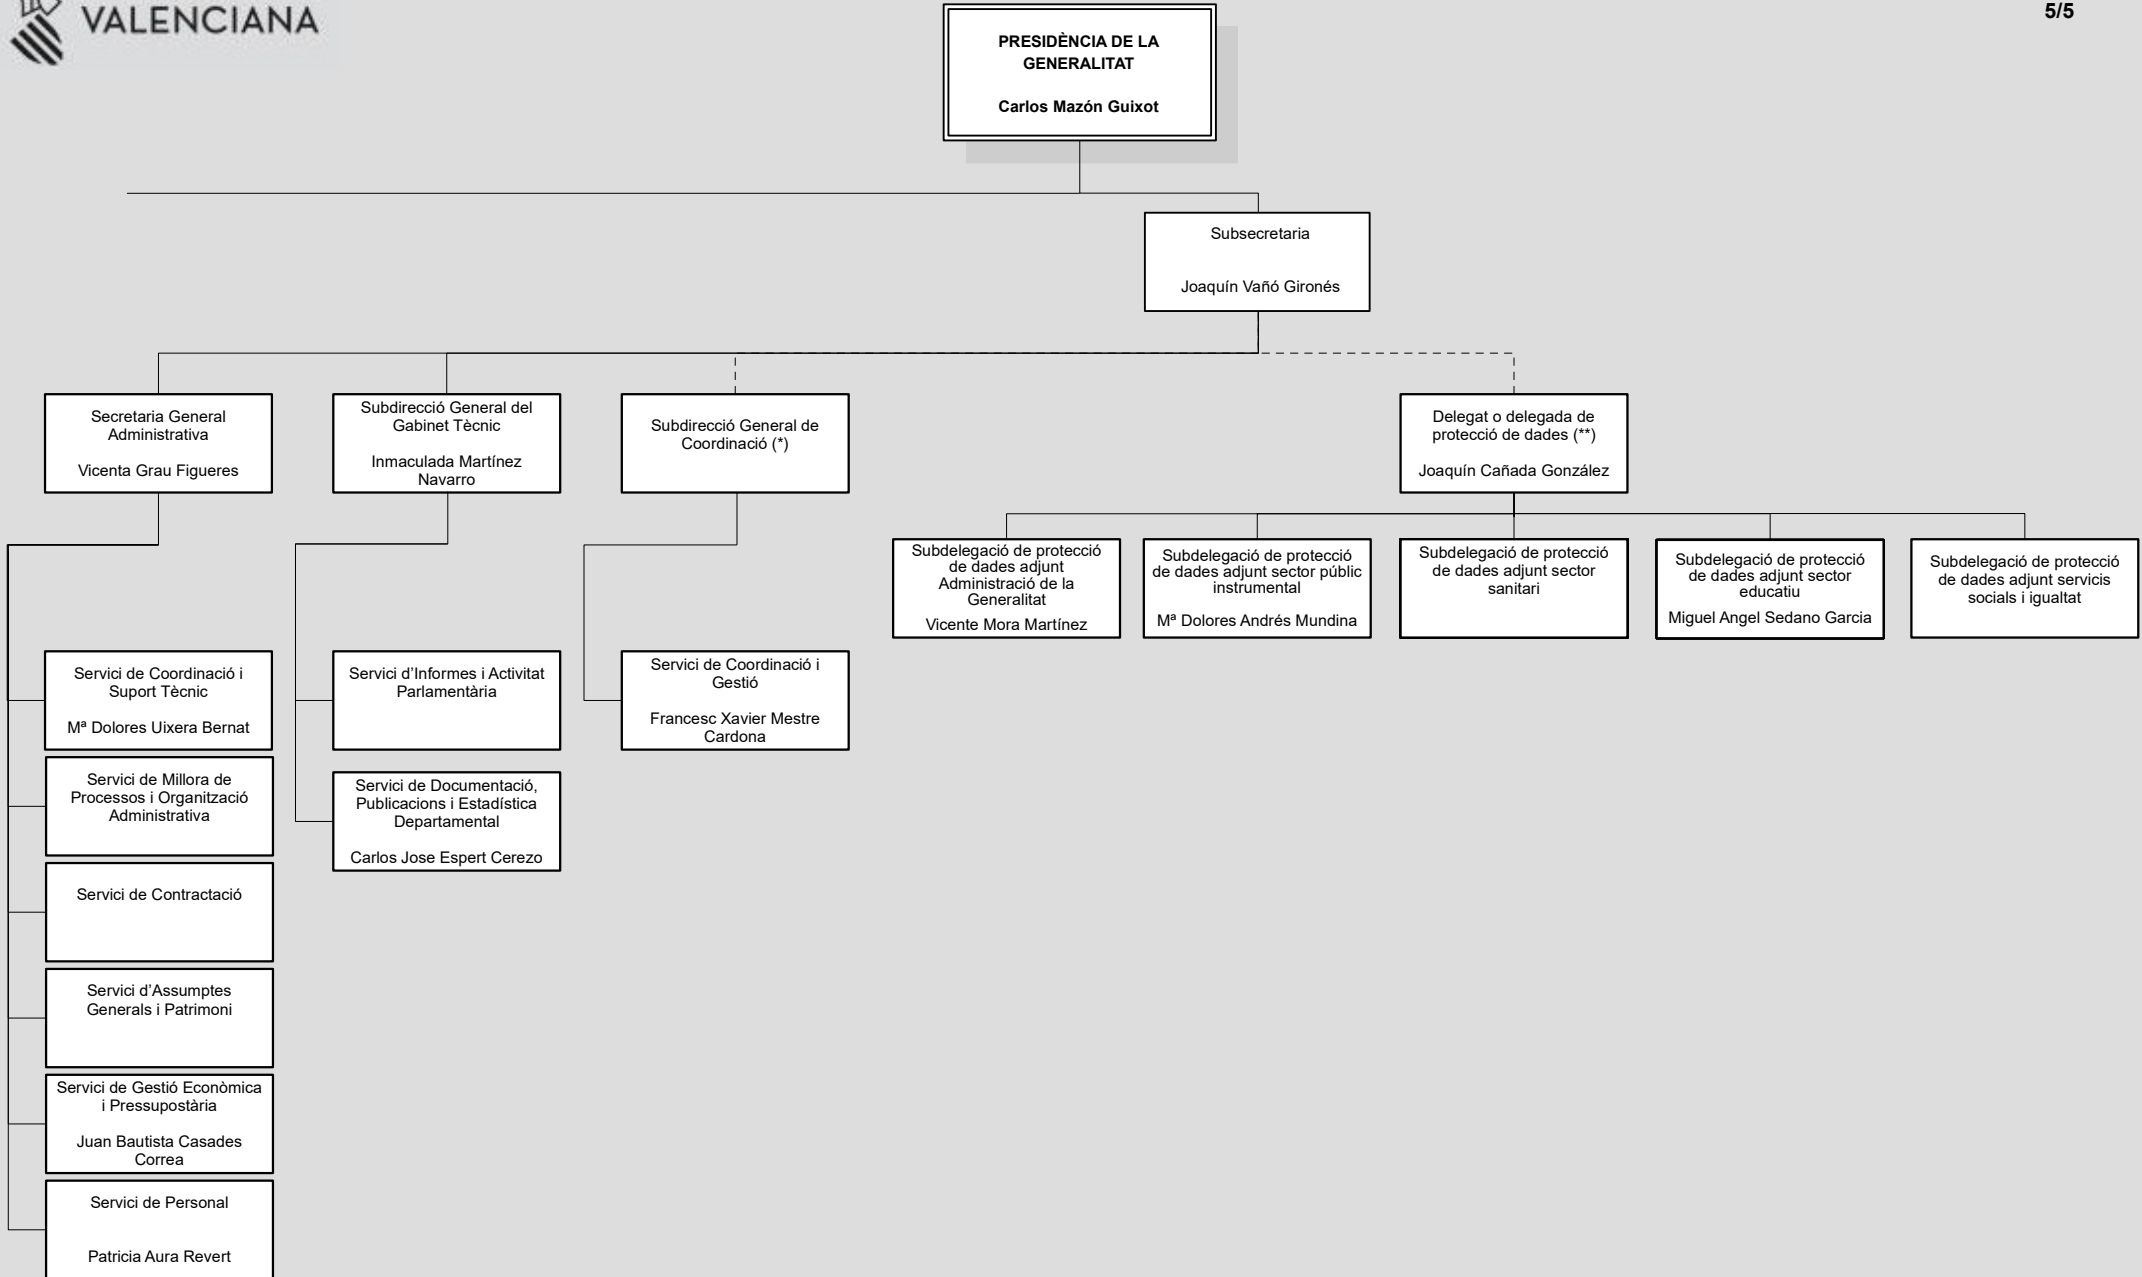 VALENCIANA
5/5
PRESIDÈNCIA DE LA
GENERALITAT
Carlos Mazón Guixot
Subsecretaria
Joaquín Vañó Gironés
Secretaria General
Administrativa
Vicenta Grau Figueres
Subdirecció General del
Gabinet Tècnic
Inmaculada Martínez
Navarro
Subdirecció General de
Coordinació (*)
Delegat o delegada de
protecció de dades (**)
Joaquín Cañada González
Subdelegació de protecció
de dades adjunt
Administració de la
Generalitat
Vicente Mora Martínez
Subdelegació de protecció
de dades adjunt sector públic
instrumental
Mª Dolores Andrés Mundina
Subdelegació de protecció
de dades adjunt sector
sanitari
Subdelegació de protecció
de dades adjunt sector
educatiu
Miguel Angel Sedano Garcia
Subdelegació de protecció
de dades adjunt servicis
socials i igualtat
Servici de Coordinació i
Suport Tècnic
Mª Dolores Uixera Bernat
Servici d’Informes i Activitat
Parlamentària
Servici de Coordinació i
Gestió
Francesc Xavier Mestre
Cardona
Servici de Millora de
Processos i Organització
Administrativa
Servici de Documentació,
Publicacions i Estadística
Departamental
Carlos Jose Espert Cerezo
Servici de Contractació
Servici d’Assumptes
Generals i Patrimoni
Servici de Gestió Econòmica
i Pressupostària
Juan Bautista Casades
Correa
Servici de Personal
Patricia Aura Revert